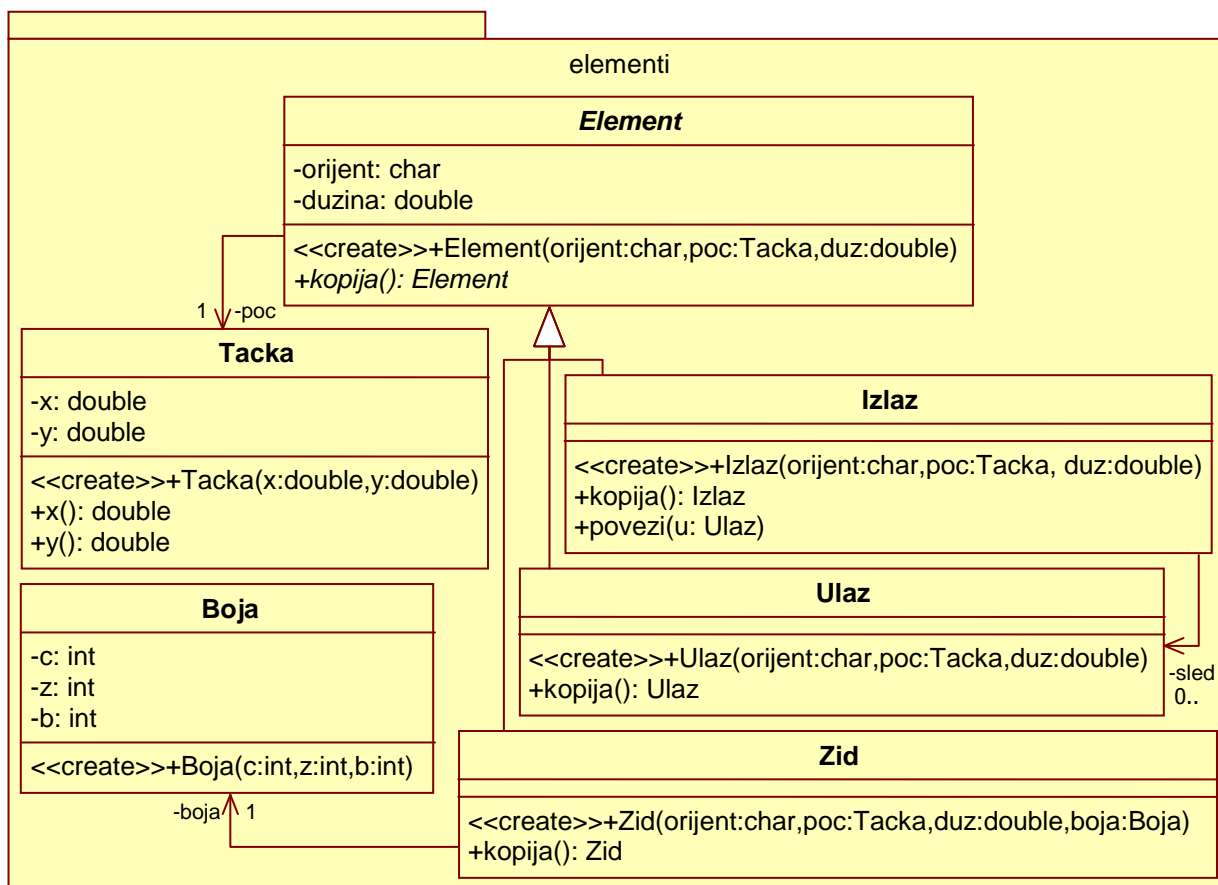 elementi
Element
-orijent: char
-duzina: double
<<create>>+Element(orijent:char,poc:Tacka,duz:double)
+kopija(): Element
1
-poc
Tacka
-x: double
-y: double
<<create>>+Tacka(x:double,y:double)
+x(): double
+y(): double
Izlaz
<<create>>+Izlaz(orijent:char,poc:Tacka, duz:double)
+kopija(): Izlaz
+povezi(u: Ulaz)
Ulaz
<<create>>+Ulaz(orijent:char,poc:Tacka,duz:double)
+kopija(): Ulaz
-sled
0..
Boja
-c: int
-z: int
-b: int
<<create>>+Boja(c:int,z:int,b:int)
-boja
1
Zid
<<create>>+Zid(orijent:char,poc:Tacka,duz:double,boja:Boja)
+kopija(): Zid